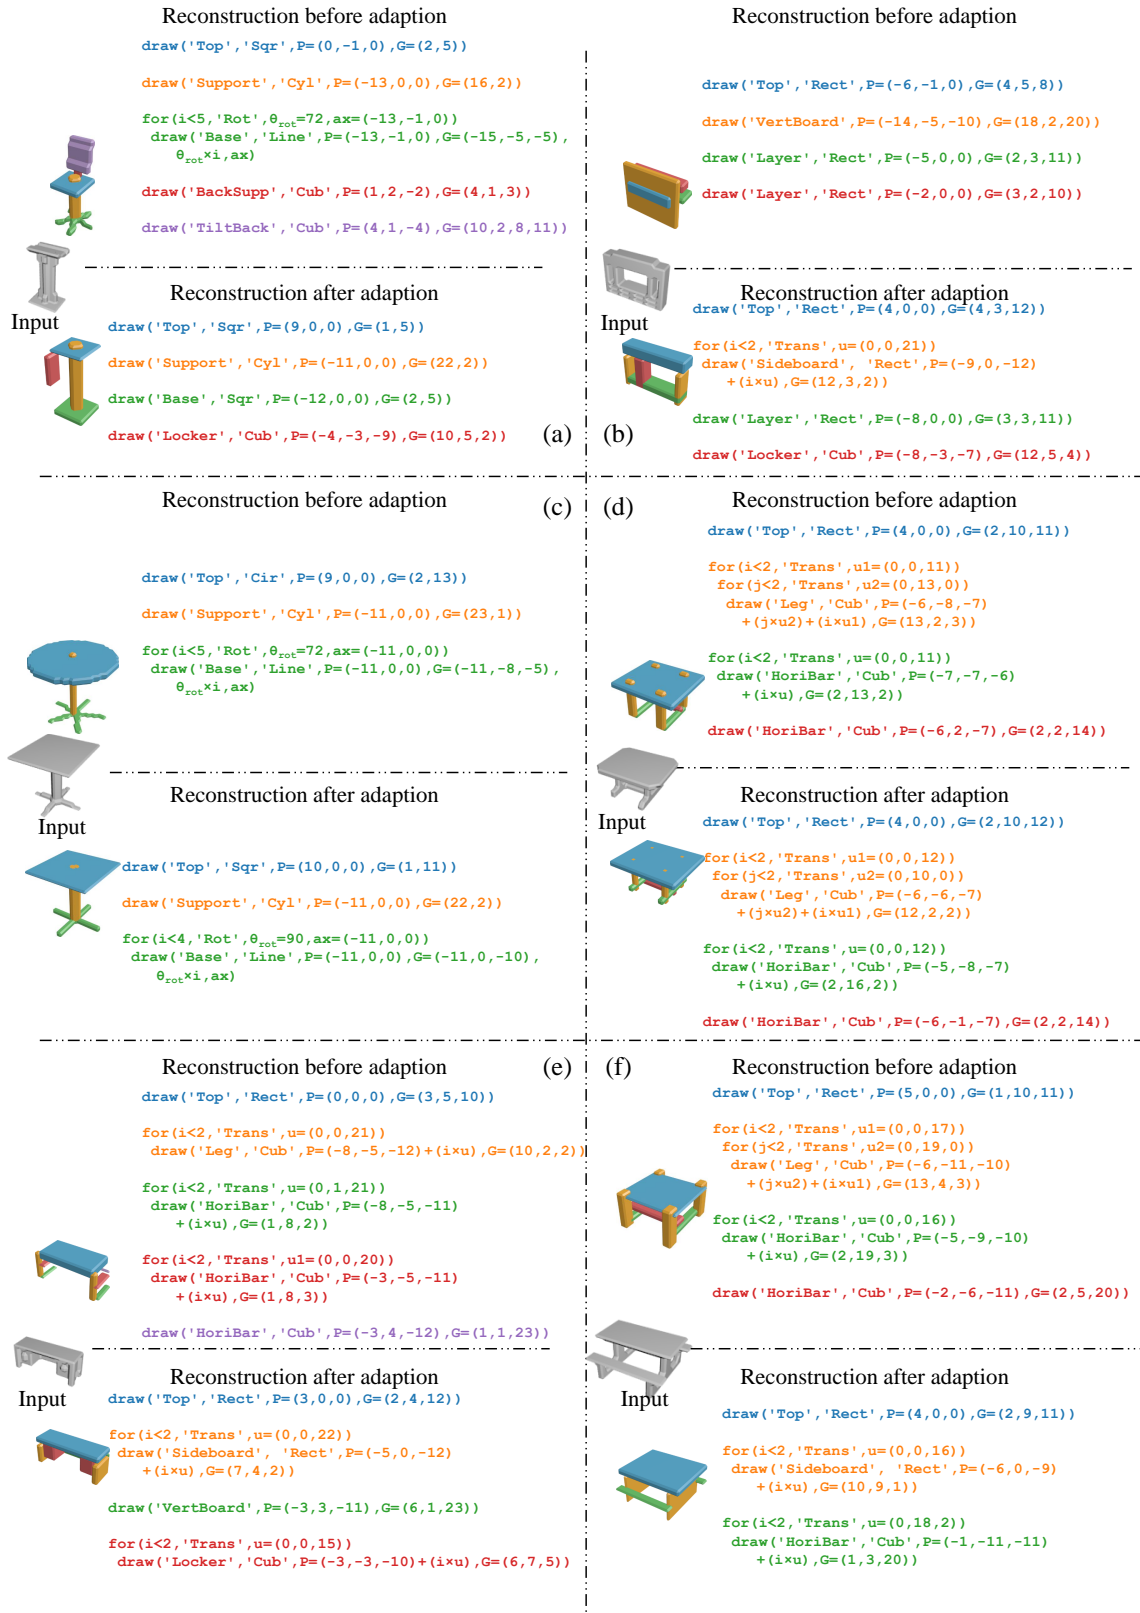 Reconstruction before adaption
draw('Top','Sqr',P=(0,-1,0),G=(2,5))
draw('Support','Cyl',P=(-13,0,0),G=(16,2))
for(i<5,'Rot',θrot=72,ax=(-13,-1,0))
draw('Base','Line',P=(-13,-1,0),G=(-15,-5,-5),
θrot×i,ax)
draw('BackSupp','Cub',P=(1,2,-2),G=(4,1,3))
draw('TiltBack','Cub',P=(4,1,-4),G=(10,2,8,11))
Input
Reconstruction after adaption
draw('Top','Sqr',P=(9,0,0),G=(1,5))
draw('Support','Cyl',P=(-11,0,0),G=(22,2))
draw('Base','Sqr',P=(-12,0,0),G=(2,5))
draw('Locker','Cub',P=(-4,-3,-9),G=(10,5,2))
(a)
Reconstruction before adaption
draw('Top','Rect',P=(-6,-1,0),G=(4,5,8))
draw('VertBoard',P=(-14,-5,-10),G=(18,2,20))
draw('Layer','Rect',P=(-5,0,0),G=(2,3,11))
draw('Layer','Rect',P=(-2,0,0),G=(3,2,10))
Input
Reconstruction after adaption
draw('Top','Rect',P=(4,0,0),G=(4,3,12))
for(i<2,'Trans',u=(0,0,21))
draw('Sideboard', 'Rect',P=(-9,0,-12)
+(i×u),G=(12,3,2))
draw('Layer','Rect',P=(-8,0,0),G=(3,3,11))
draw('Locker','Cub',P=(-8,-3,-7),G=(12,5,4))
(b)
Reconstruction before adaption
(c)
draw('Top','Cir',P=(9,0,0),G=(2,13))
draw('Support','Cyl',P=(-11,0,0),G=(23,1))
for(i<5,'Rot',θrot=72,ax=(-11,0,0))
draw('Base','Line',P=(-11,0,0),G=(-11,-8,-5),
θrot×i,ax)
Input
Reconstruction after adaption
draw('Top','Sqr',P=(10,0,0),G=(1,11))
draw('Support','Cyl',P=(-11,0,0),G=(22,2))
for(i<4,'Rot',θrot=90,ax=(-11,0,0))
draw('Base','Line',P=(-11,0,0),G=(-11,0,-10),
θrot×i,ax)
(d)
Reconstruction before adaption
draw('Top','Rect',P=(4,0,0),G=(2,10,11))
for(i<2,'Trans',u1=(0,0,11))
for(j<2,'Trans',u2=(0,13,0))
draw('Leg','Cub',P=(-6,-8,-7)
+(j×u2)+(i×u1),G=(13,2,3))
for(i<2,'Trans',u=(0,0,11))
draw('HoriBar','Cub',P=(-7,-7,-6)
+(i×u),G=(2,13,2))
draw('HoriBar','Cub',P=(-6,2,-7),G=(2,2,14))
Input
Reconstruction after adaption
draw('Top','Rect',P=(4,0,0),G=(2,10,12))
for(i<2,'Trans',u1=(0,0,12))
for(j<2,'Trans',u2=(0,10,0))
draw('Leg','Cub',P=(-6,-6,-7)
+(j×u2)+(i×u1),G=(12,2,2))
for(i<2,'Trans',u=(0,0,12))
draw('HoriBar','Cub',P=(-5,-8,-7)
+(i×u),G=(2,16,2))
draw('HoriBar','Cub',P=(-6,-1,-7),G=(2,2,14))
Reconstruction before adaption
(e)
draw('Top','Rect',P=(0,0,0),G=(3,5,10))
for(i<2,'Trans',u=(0,0,21))
draw('Leg','Cub',P=(-8,-5,-12)+(i×u),G=(10,2,2))
for(i<2,'Trans',u=(0,1,21))
draw('HoriBar','Cub',P=(-8,-5,-11)
+(i×u),G=(1,8,2))
for(i<2,'Trans',u1=(0,0,20))
draw('HoriBar','Cub',P=(-3,-5,-11)
+(i×u),G=(1,8,3))
draw('HoriBar','Cub',P=(-3,4,-12),G=(1,1,23))
Input
Reconstruction after adaption
draw('Top','Rect',P=(3,0,0),G=(2,4,12))
for(i<2,'Trans',u=(0,0,22))
draw('Sideboard', 'Rect',P=(-5,0,-12)
+(i×u),G=(7,4,2))
draw('VertBoard',P=(-3,3,-11),G=(6,1,23))
for(i<2,'Trans',u=(0,0,15))
draw('Locker','Cub',P=(-3,-3,-10)+(i×u),G=(6,7,5))
(f)
Reconstruction before adaption
draw('Top','Rect',P=(5,0,0),G=(1,10,11))
for(i<2,'Trans',u1=(0,0,17))
for(j<2,'Trans',u2=(0,19,0))
draw('Leg','Cub',P=(-6,-11,-10)
+(j×u2)+(i×u1),G=(13,4,3))
for(i<2,'Trans',u=(0,0,16))
draw('HoriBar','Cub',P=(-5,-9,-10)
+(i×u),G=(2,19,3))
draw('HoriBar','Cub',P=(-2,-6,-11),G=(2,5,20))
Input
Reconstruction after adaption
draw('Top','Rect',P=(4,0,0),G=(2,9,11))
for(i<2,'Trans',u=(0,0,16))
draw('Sideboard', 'Rect',P=(-6,0,-9)
+(i×u),G=(10,9,1))
for(i<2,'Trans',u=(0,18,2))
draw('HoriBar','Cub',P=(-1,-11,-11)
+(i×u),G=(1,3,20))